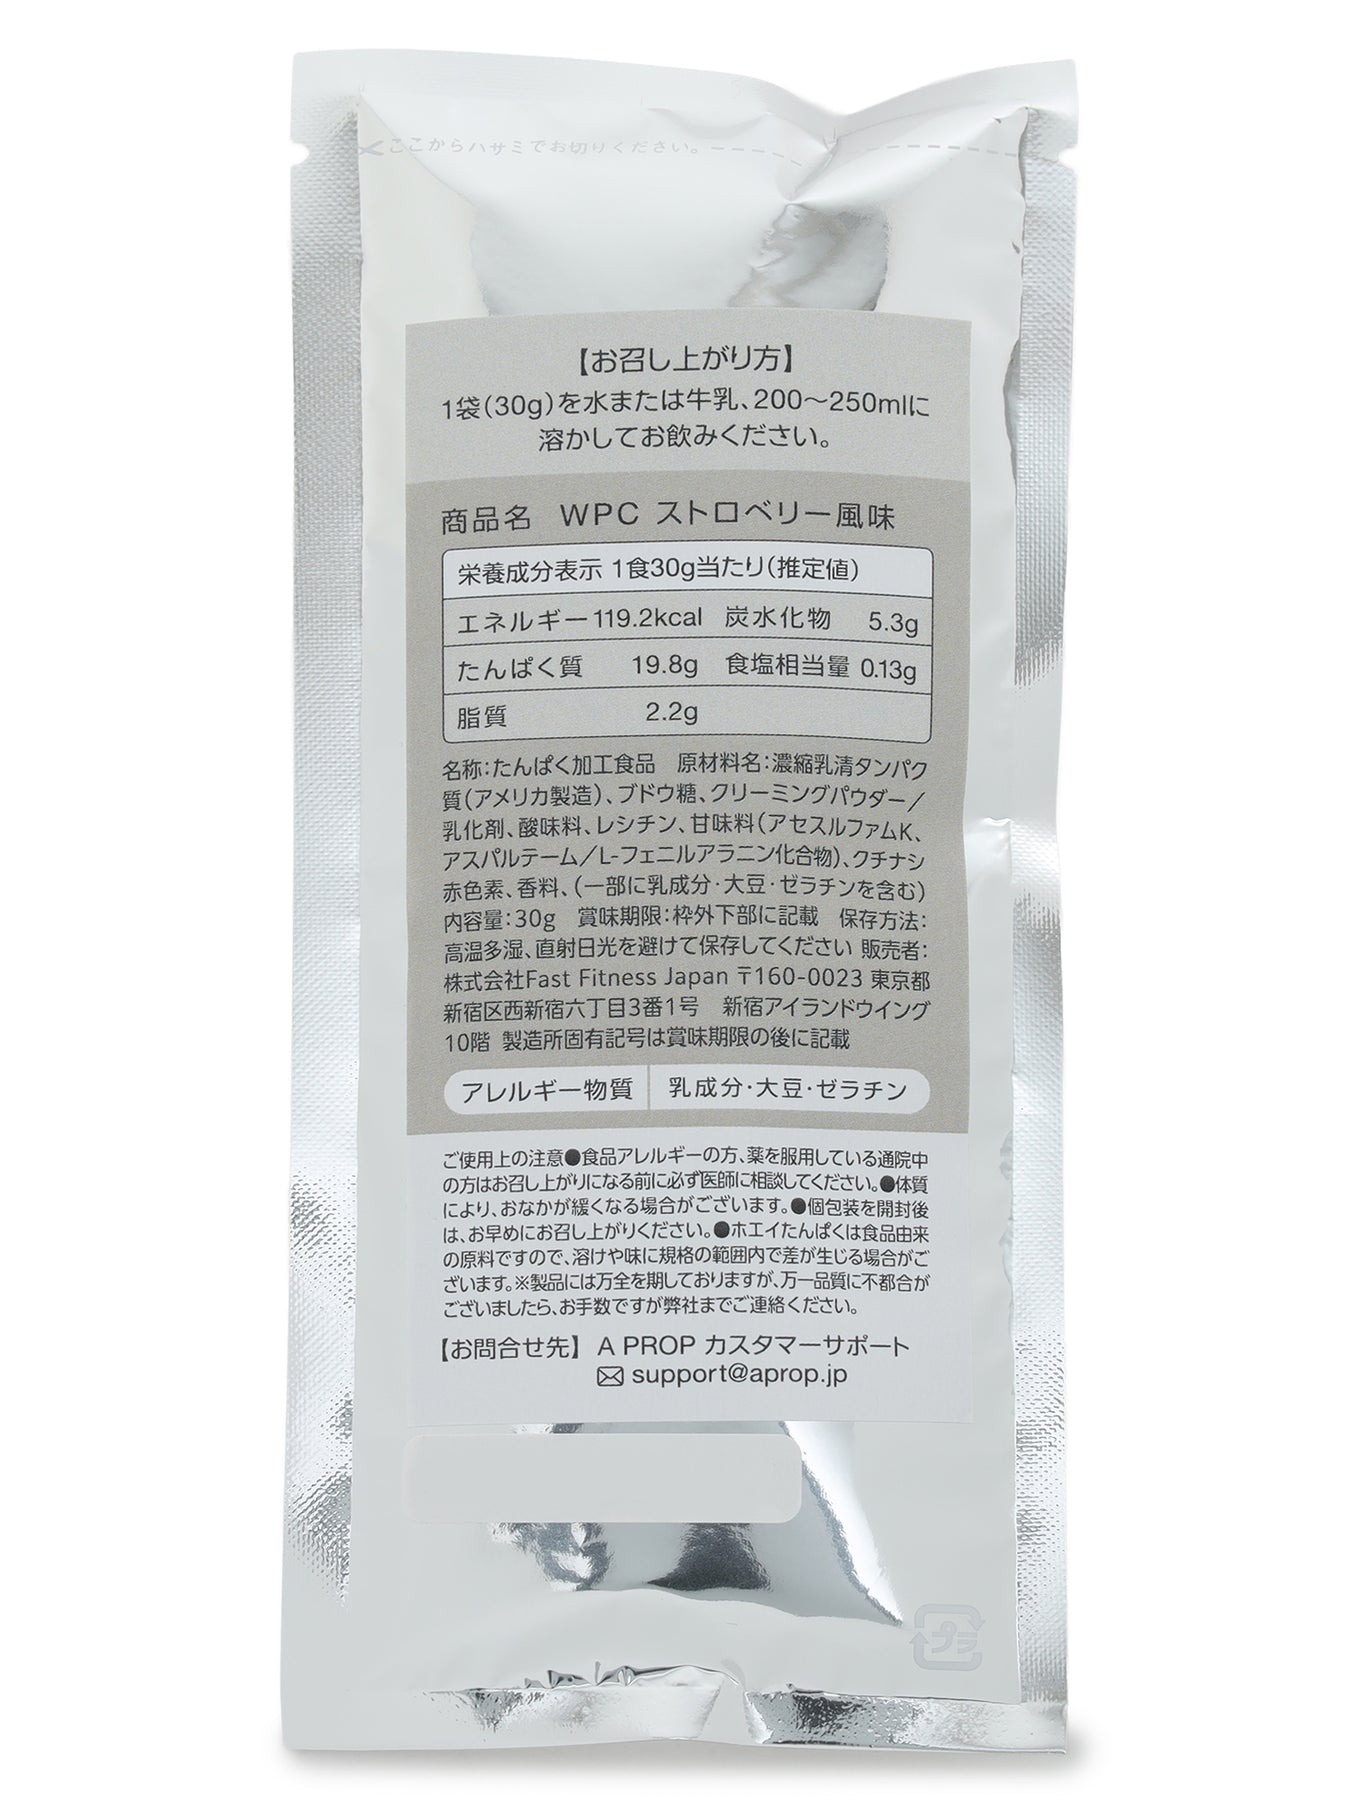 ここからハサミでお切りください。
【お召し上がり方】
1袋(30g)を水または牛乳、200〜250mlに
溶かしてお飲みください。
商品名 WPC ストロベリー風味
栄養成分表示 1食30g当たり(推定値)
エネルギー 119.2kcal 炭水化物 5.3g
たんぱく質 19.8g 食塩相当量 0.13g
脂質 2.2g
名称:たんぱく加工食品 原材料名:濃縮乳清タンパク
質(アメリカ製造)、ブドウ糖、クリーミングパウダー/
乳化剤、酸味料、レシチン、甘味料(アセスルファムK、
アスパルテーム/L-フェニルアラニン化合物)、クチナシ
赤色素、香料、(一部に乳成分・大豆・ゼラチンを含む)
内容量:30g 賞味期限:枠外下部に記載 保存方法:
高温多湿、直射日光を避けて保存してください 販売者:
株式会社Fast Fitness Japan 〒160-0023 東京都
新宿区西新宿六丁目3番1号 新宿アイランドウイング
10階 製造所固有記号は賞味期限の後に記載
アレルギー物質 乳成分・大豆・ゼラチン
ご使用上の注意●食品アレルギーの方、薬を服用している通院中
の方はお召し上がりになる前に必ず医師に相談してください。●体質
により、おなかが緩くなる場合がございます。●個包装を開封後
は、お早めにお召し上がりください。●ホエイたんぱくは食品由来
の原料ですので、溶けや味に規格の範囲内で差が生じる場合がご
ざいます。※製品には万全を期しておりますが、万一品質に不都合が
ございましたら、お手数ですが弊社までご連絡ください。
【お問合せ先】 A PROP カスタマーサポート
support@aprop.jp
プラ